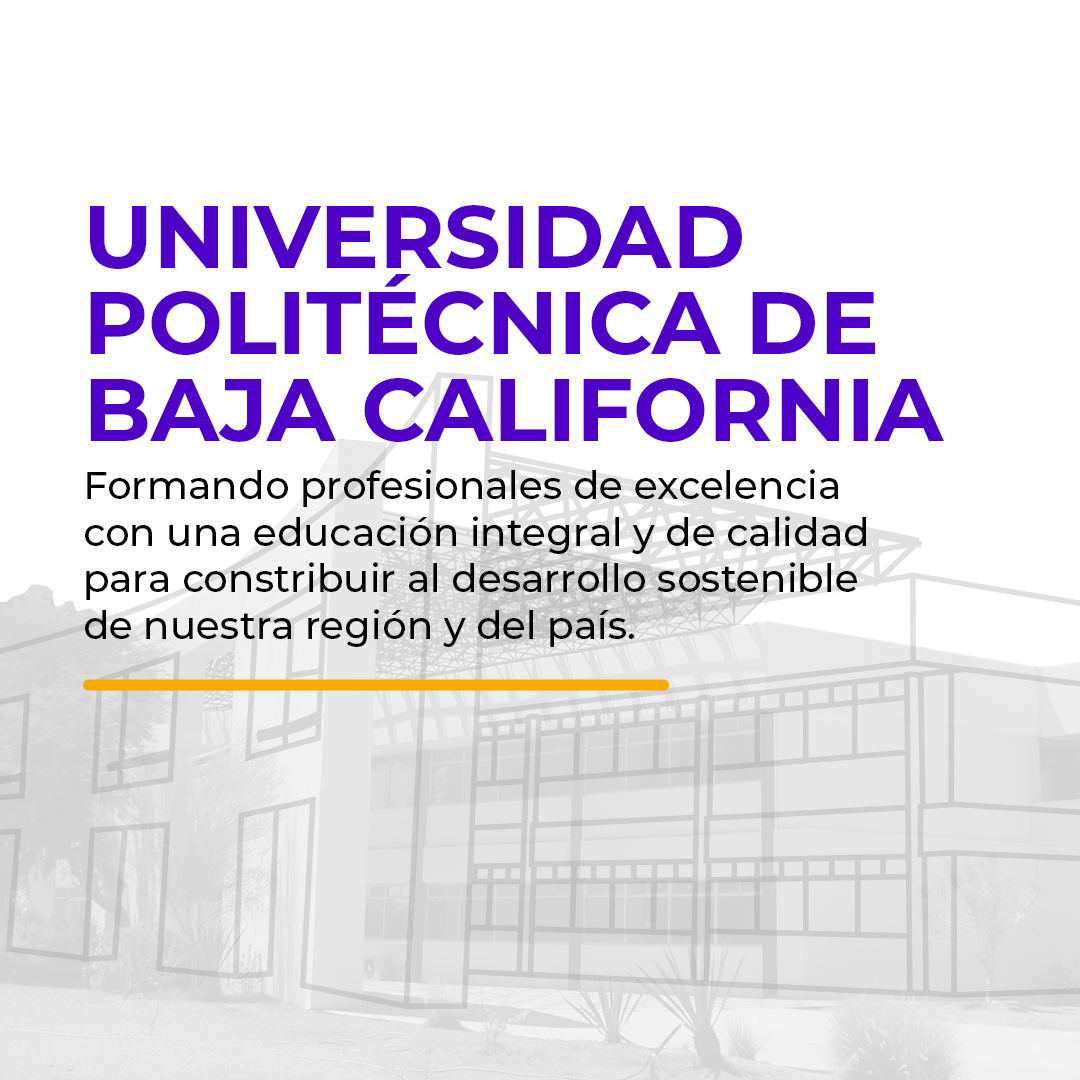 UNIVERSIDAD
POLITÉCNICA DE
BAJA CALIFORNIA
Formando profesionales de excelencia
con una educación integral y de calidad
para constribuir al desarrollo sostenible
de nuestra región y del país.